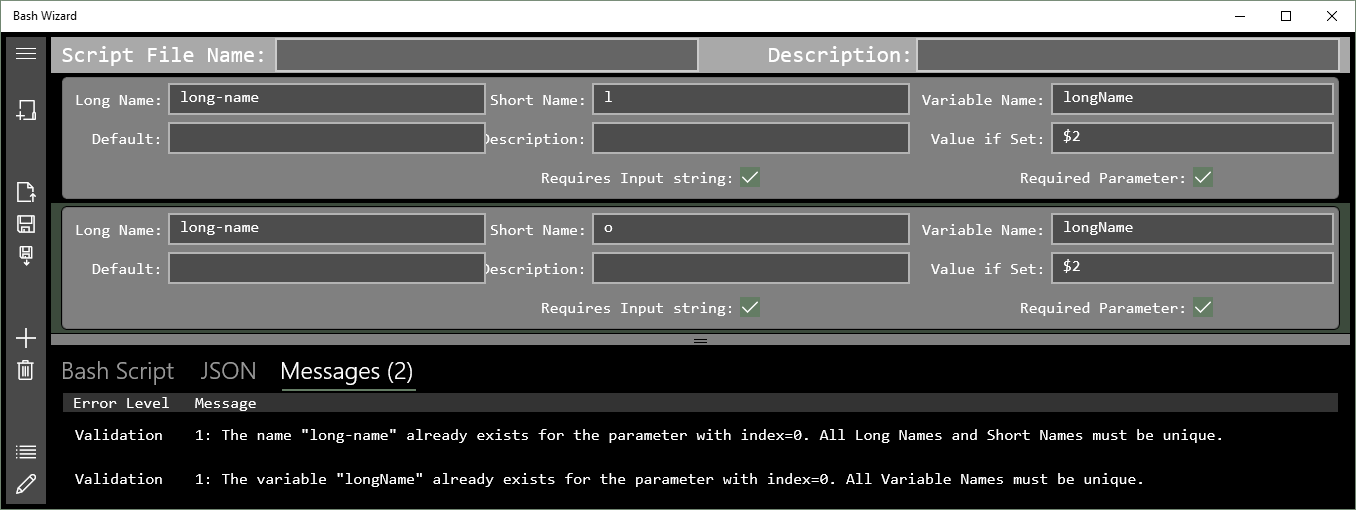 Bash Wizard
Script File Name: Description:
Long Name: long-name Short Name: l Variable Name: longName
Default: Description: Value if Set: $2
Requires Input string: Required Parameter:
Long Name: long-name Short Name: o Variable Name: longName
Default: Description: Value if Set: $2
Requires Input string: Required Parameter:
Bash Script JSON Messages (2)
Error Level Message
Validation 1: The name "long-name" already exists for the parameter with index=0. All Long Names and Short Names must be unique.
Validation 1: The variable "longName" already exists for the parameter with index=0. All Variable Names must be unique.